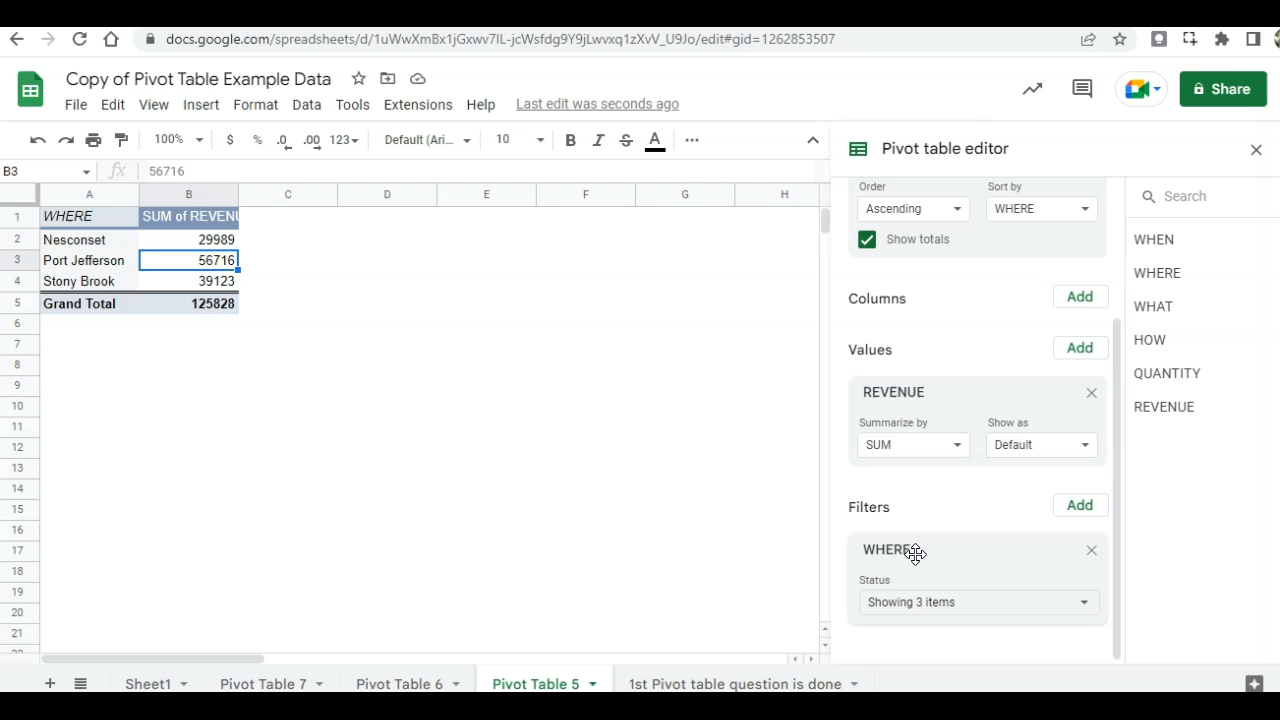 docs.google.com/spreadsheets/d/1uWwXmBx1jGxwv7IL-jcWsfdg9Y9jLwvxq1zXvV_U9Jo/edit#gid=1262853507
Copy of Pivot Table Example Data
File Edit View Insert Format Data Tools Extensions Help Last edit was seconds ago
Share
100% $ % .0 .00 123 Default (Ari... 10 B I S A
Pivot table editor
B3 fx 56716
A B C D E F G H
1 WHERE SUM of REVENU
2 Nesconset 29989
3 Port Jefferson 56716
4 Stony Brook 39123
5 Grand Total 125828
6
7
8
9
10
11
12
13
14
15
16
17
18
19
20
21
Order Sort by
Ascending WHERE
Show totals
Columns Add
Values Add
REVENUE
Summarize by Show as
SUM Default
Filters Add
WHERE
Status
Showing 3 items
Search
WHEN
WHERE
WHAT
HOW
QUANTITY
REVENUE
Sheet1 Pivot Table 7 Pivot Table 6 Pivot Table 5 1st Pivot table question is done